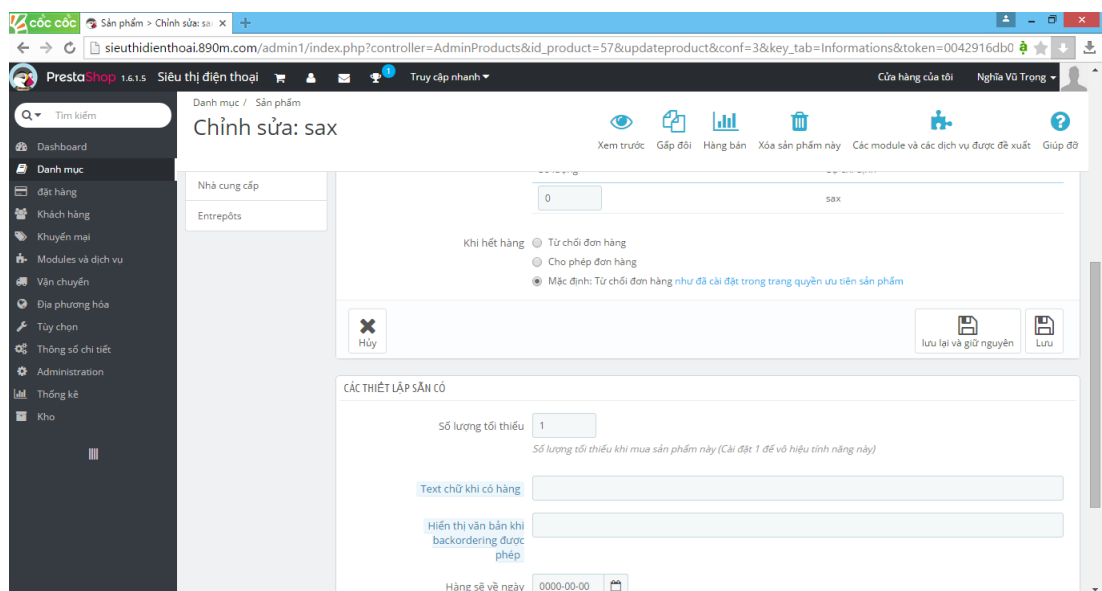 cốc cốc Sản phẩm > Chỉnh sửa: sa
sieuthidienthoai.890m.com/admin1/index.php?controller=AdminProducts&id_product=57&updateproduct&conf=3&key_tab=Informations&token=0042916db0
PrestaShop 1.6.1.5 Siêu thị điện thoại 1 Truy cập nhanh Cửa hàng của tôi Nghĩa Vũ Trọng
Tìm kiếm
Dashboard
Danh mục
đặt hàng
Khách hàng
Khuyến mại
Modules và dịch vụ
Vận chuyển
Địa phương hóa
Tùy chọn
Thông số chi tiết
Administration
Thống kê
Kho
Danh mục / Sản phẩm
Chỉnh sửa: sax
Xem trước Gấp đôi Hàng bán Xóa sản phẩm này Các module và các dịch vụ được đề xuất Giúp đỡ
Nhà cung cấp
Entrepôts
0 sax
Khi hết hàng Từ chối đơn hàng
Cho phép đơn hàng
Mặc định: Từ chối đơn hàng như đã cài đặt trong trang quyền ưu tiên sản phẩm
Hủy lưu lại và giữ nguyên Lưu
CÁC THIẾT LẬP SẴN CÓ
Số lượng tối thiểu 1
Số lượng tối thiểu khi mua sản phẩm này (Cài đặt 1 để vô hiệu tính năng này)
Text chữ khi có hàng
Hiển thị văn bản khi
backordering được
phép
Hàng sẽ về ngày 0000-00-00